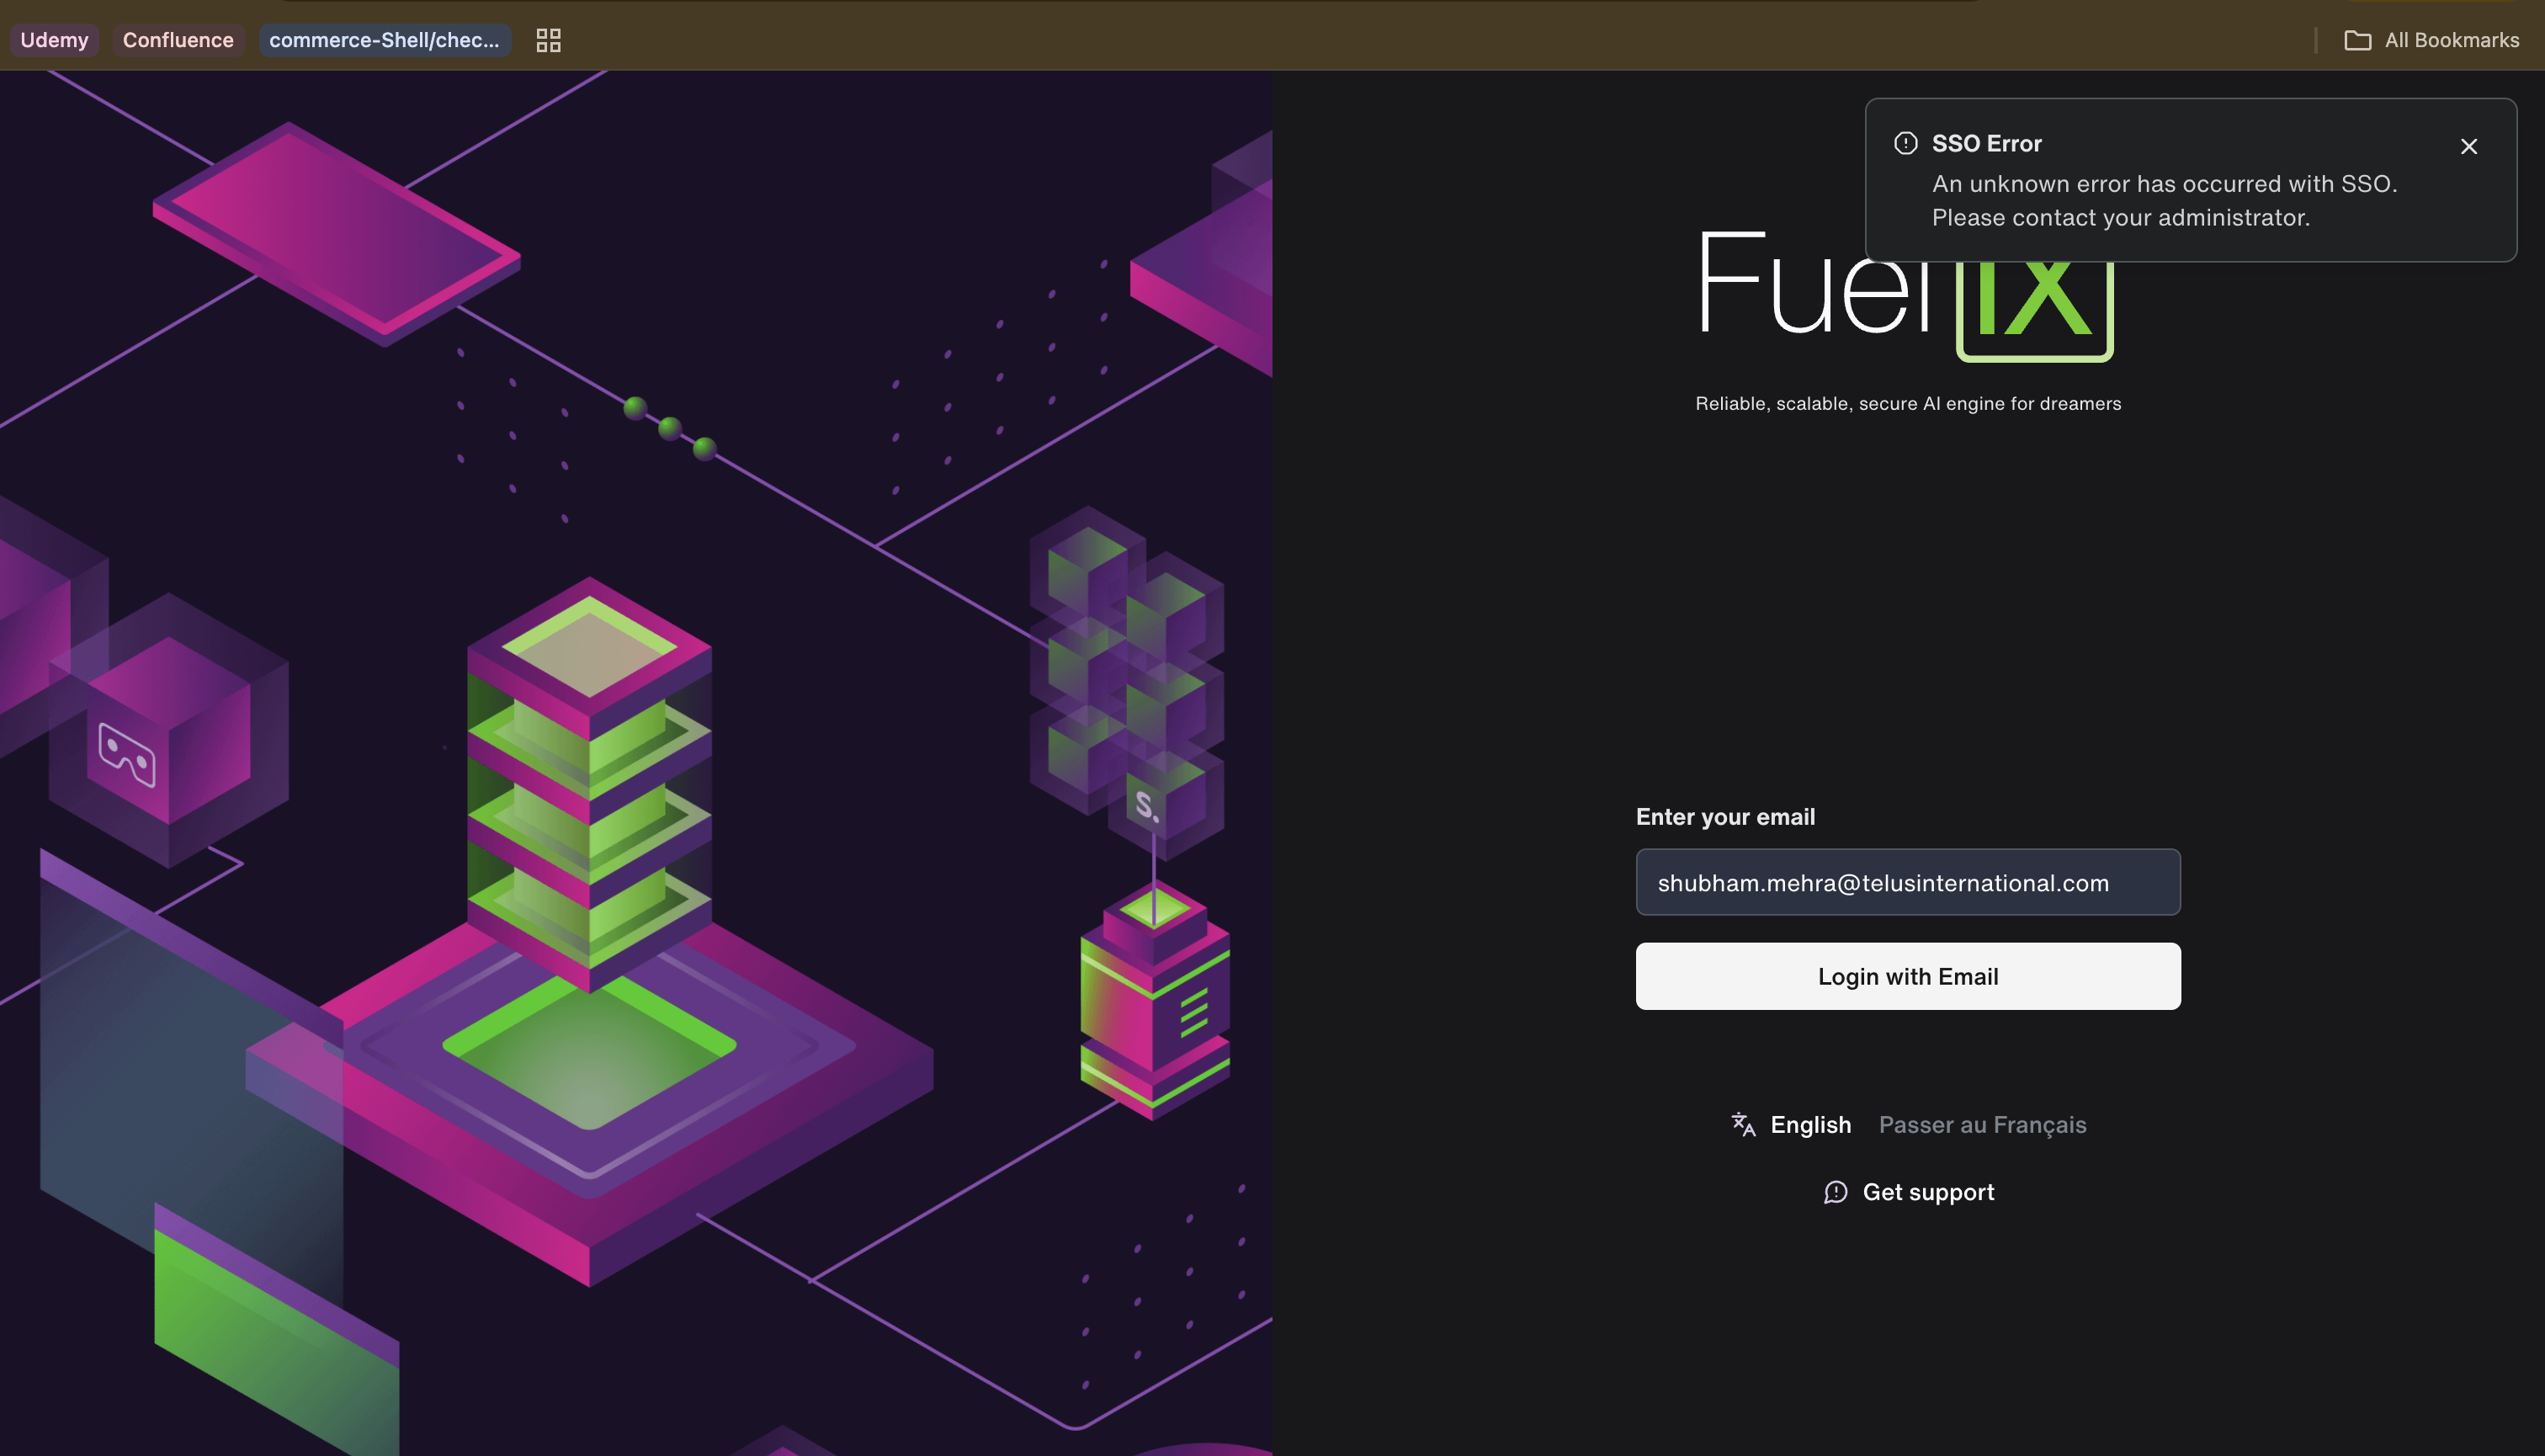 Udemy
Confluence
commerce-Shell/chec...
All Bookmarks
SSO Error
An unknown error has occurred with SSO.
Please contact your administrator.
Fuel iX
Reliable, scalable, secure AI engine for dreamers
S.
Enter your email
shubham.mehra@telusinternational.com
Login with Email
English
Passer au Français
Get support